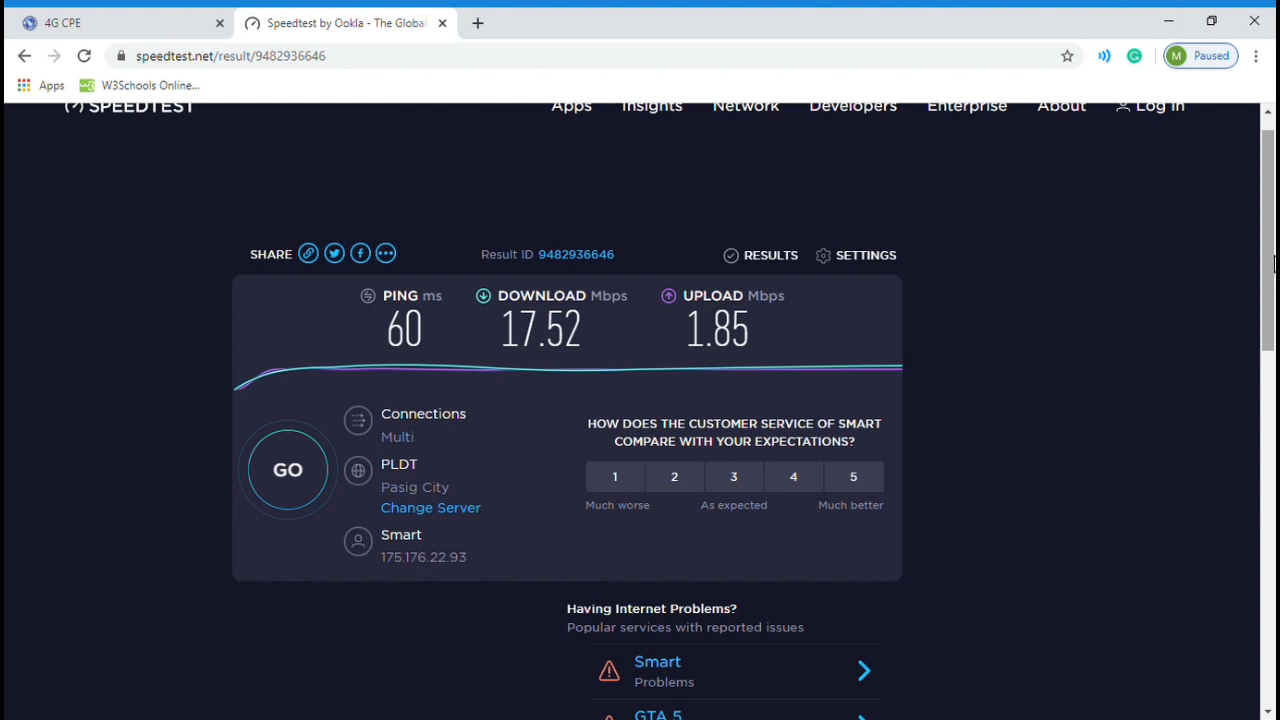 4G CPE
Speedtest by Ookla - The Global
speedtest.net/result/9482936646
M Paused
Apps
W3Schools Online...
SPEEDTEST
Apps Insights Network Developers Enterprise About Log In
SHARE
Result ID 9482936646
RESULTS
SETTINGS
PING ms
DOWNLOAD Mbps
UPLOAD Mbps
60
17.52
1.85
GO
Connections
Multi
PLDT
Pasig City
Change Server
Smart
175.176.22.93
HOW DOES THE CUSTOMER SERVICE OF SMART
COMPARE WITH YOUR EXPECTATIONS?
1 2 3 4 5
Much worse As expected Much better
Having Internet Problems?
Popular services with reported issues
Smart
Problems
GTA 5